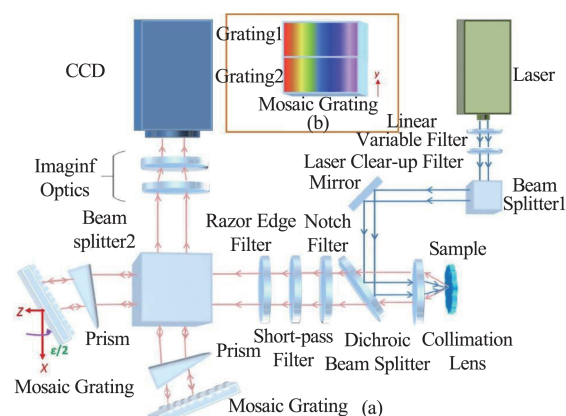 CCD
Grating1
Grating2
y
Mosaic Grating
(b)
Laser
Linear
Variable Filter
Laser Clear-up Filter
Mirror
Beam
Splitter1
Imaginf
Optics
Beam
splitter2
Razor Edge
Filter
Notch
Filter
Sample
Z
ε/2
X
Prism
Mosaic Grating
Prism
Short-pass
Filter
Dichroic
Beam Splitter
Collimation
Lens
Mosaic Grating
(a)